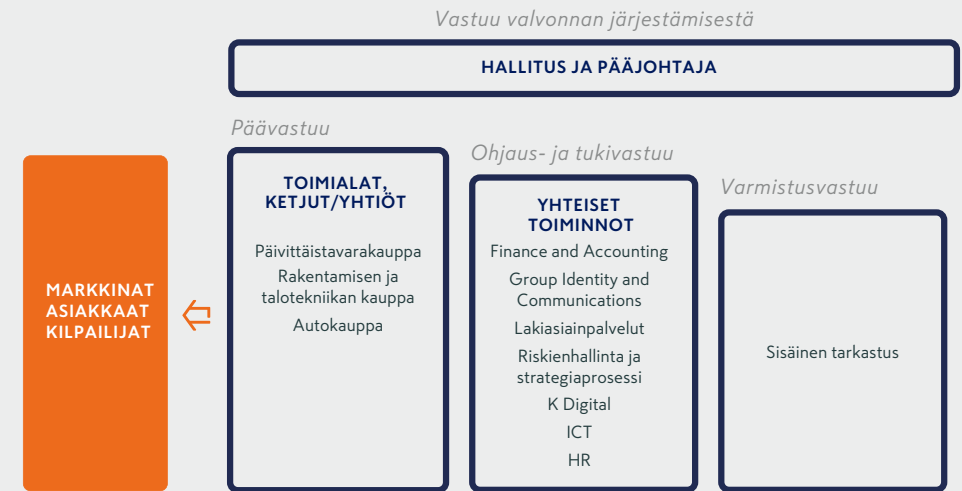 Vastuu valvonnan järjestämisestä
HALLITUS JA PÄÄJOHTAJA
MARKKINAT
ASIAKKAAT
KILPAILIJAT
Päävastuu
TOIMIALAT,
KETJUT/YHTIÖT
Päivittäistavarakauppa
Rakentamisen ja
talotekniikan kauppa
Autokauppa
Ohjaus- ja tukivastuu
YHTEISET
TOIMINNOT
Finance and Accounting
Group Identity and
Communications
Lakiasiainpalvelut
Riskienhallinta ja
strategiaprosessi
K Digital
ICT
HR
Varmistusvastuu
Sisäinen tarkastus